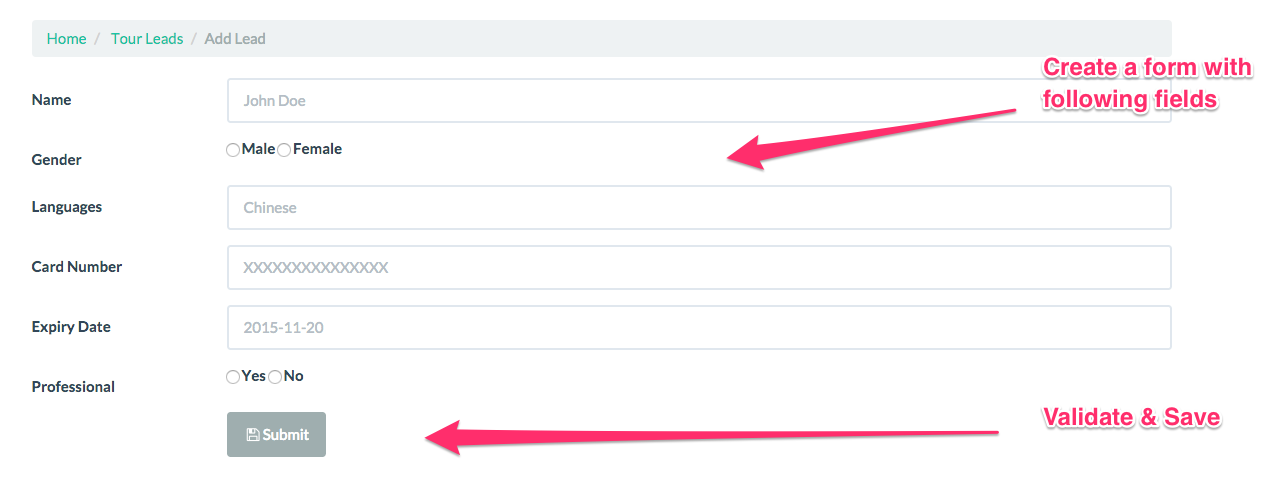 Home / Tour Leads / Add Lead
Create a form with
following fields
Name John Doe
Gender Male Female
Languages Chinese
Card Number XXXXXXXXXXXXXXX
Expiry Date 2015-11-20
Professional Yes No
Submit
Validate & Save